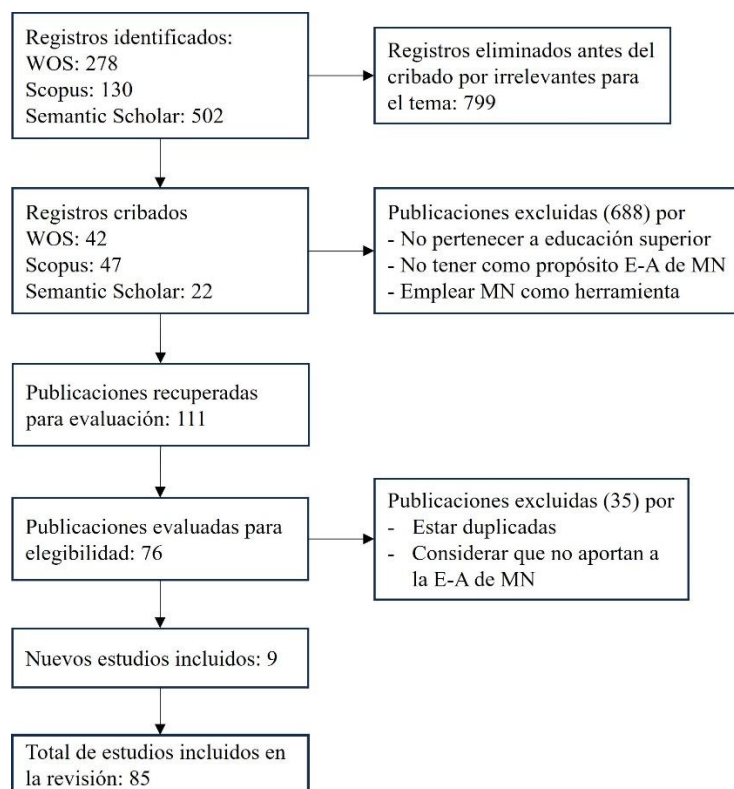 Registros identificados:
WOS: 278
Scopus: 130
Semantic Scholar: 502
Registros eliminados antes del
cribado por irrelevantes para
el tema: 799
Registros cribados
WOS: 42
Scopus: 47
Semantic Scholar: 22
Publicaciones excluidas (688) por
- No pertenecer a educación superior
- No tener como propósito E-A de MN
- Emplear MN como herramienta
Publicaciones recuperadas
para evaluación: 111
Publicaciones evaluadas para
elegibilidad: 76
Publicaciones excluidas (35) por
- Estar duplicadas
- Considerar que no aportan a
la E-A de MN
Nuevos estudios incluidos: 9
Total de estudios incluidos en
la revisión: 85